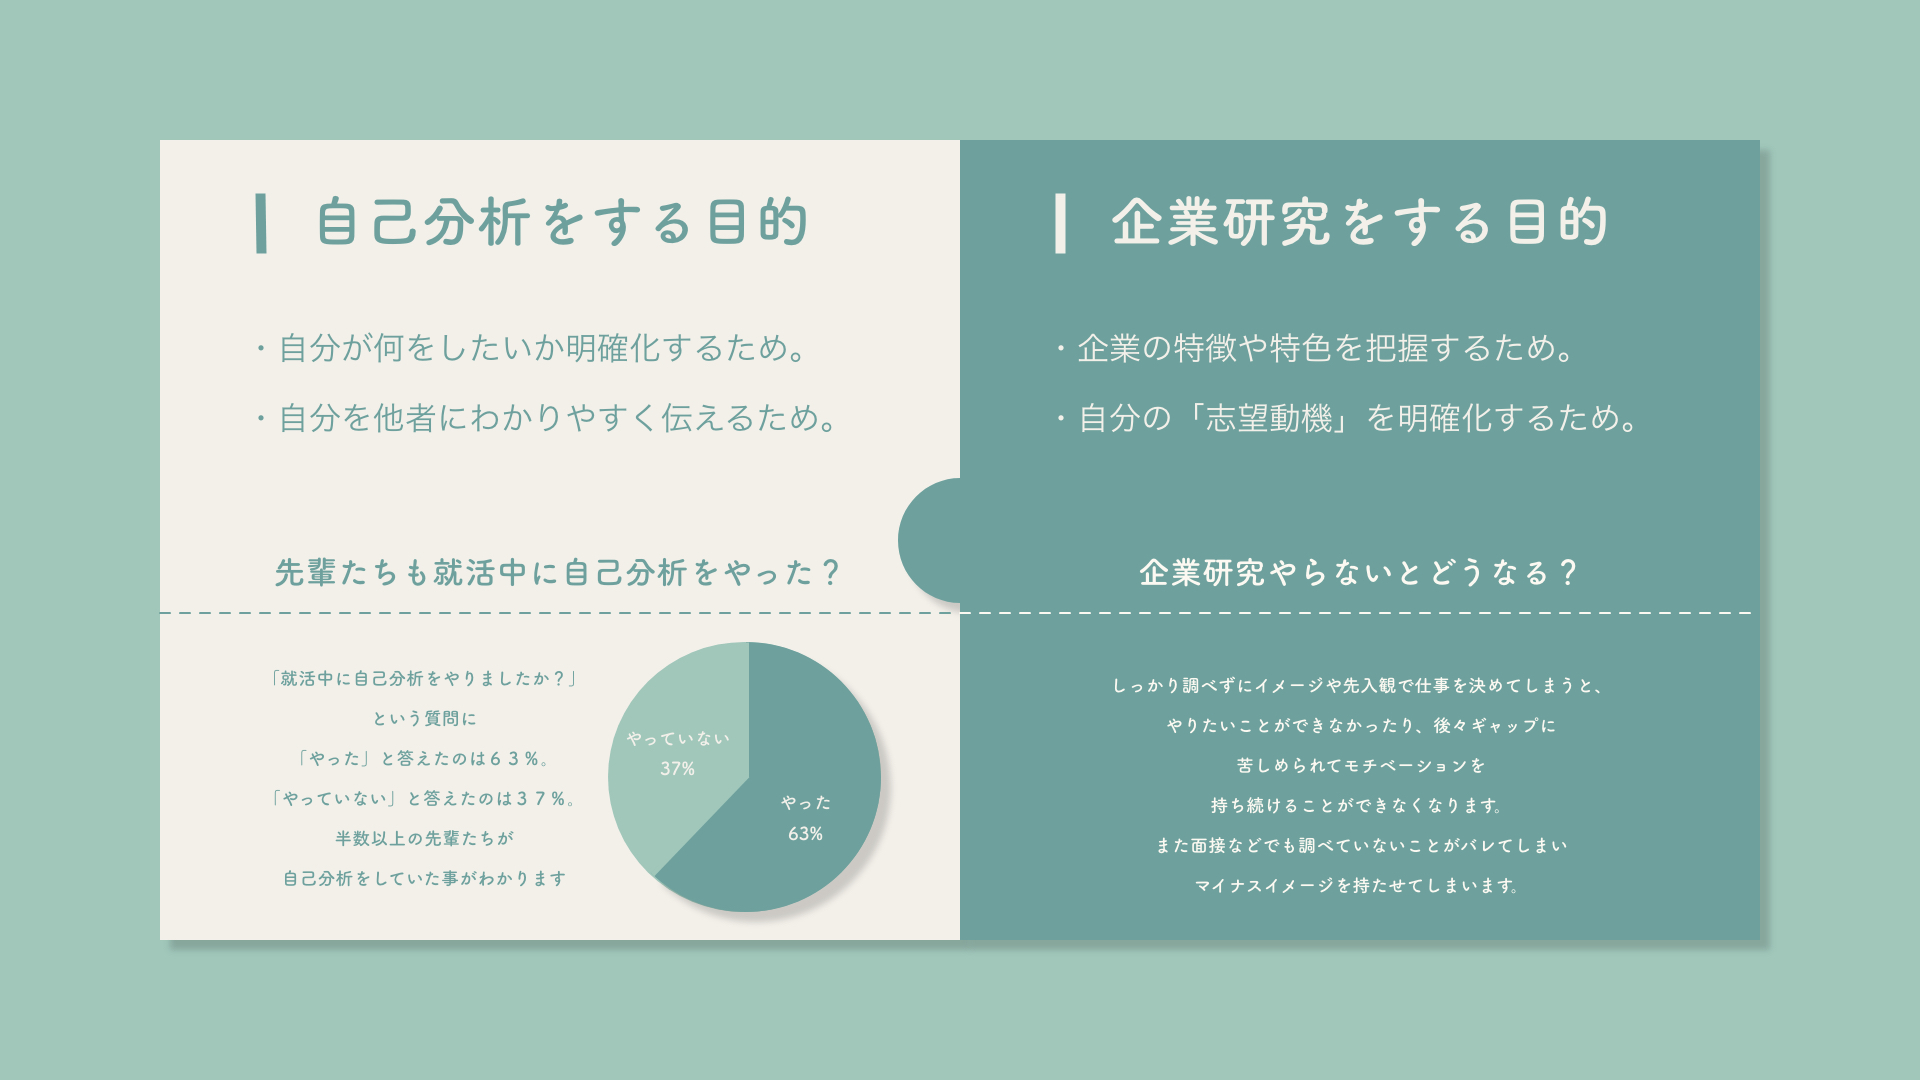 自己分析をする目的
・自分が何をしたいか明確化するため。
・自分を他者にわかりやすく伝えるため。
先輩たちも就活中に自己分析をやった？
「就活中に自己分析をやりましたか？」
という質問に
「やった」と答えたのは６３％。
「やっていない」と答えたのは３７％。
半数以上の先輩たちが
自己分析をしていた事がわかります
やっていない
37%
やった
63%
企業研究をする目的
・企業の特徴や特色を把握するため。
・自分の「志望動機」を明確化するため。
企業研究やらないとどうなる？
しっかり調べずにイメージや先入観で仕事を決めてしまうと、
やりたいことができなかったり、後々ギャップに
苦しめられてモチベーションを
持ち続けることができなくなります。
また面接などでも調べていないことがバレてしまい
マイナスイメージを持たせてしまいます。